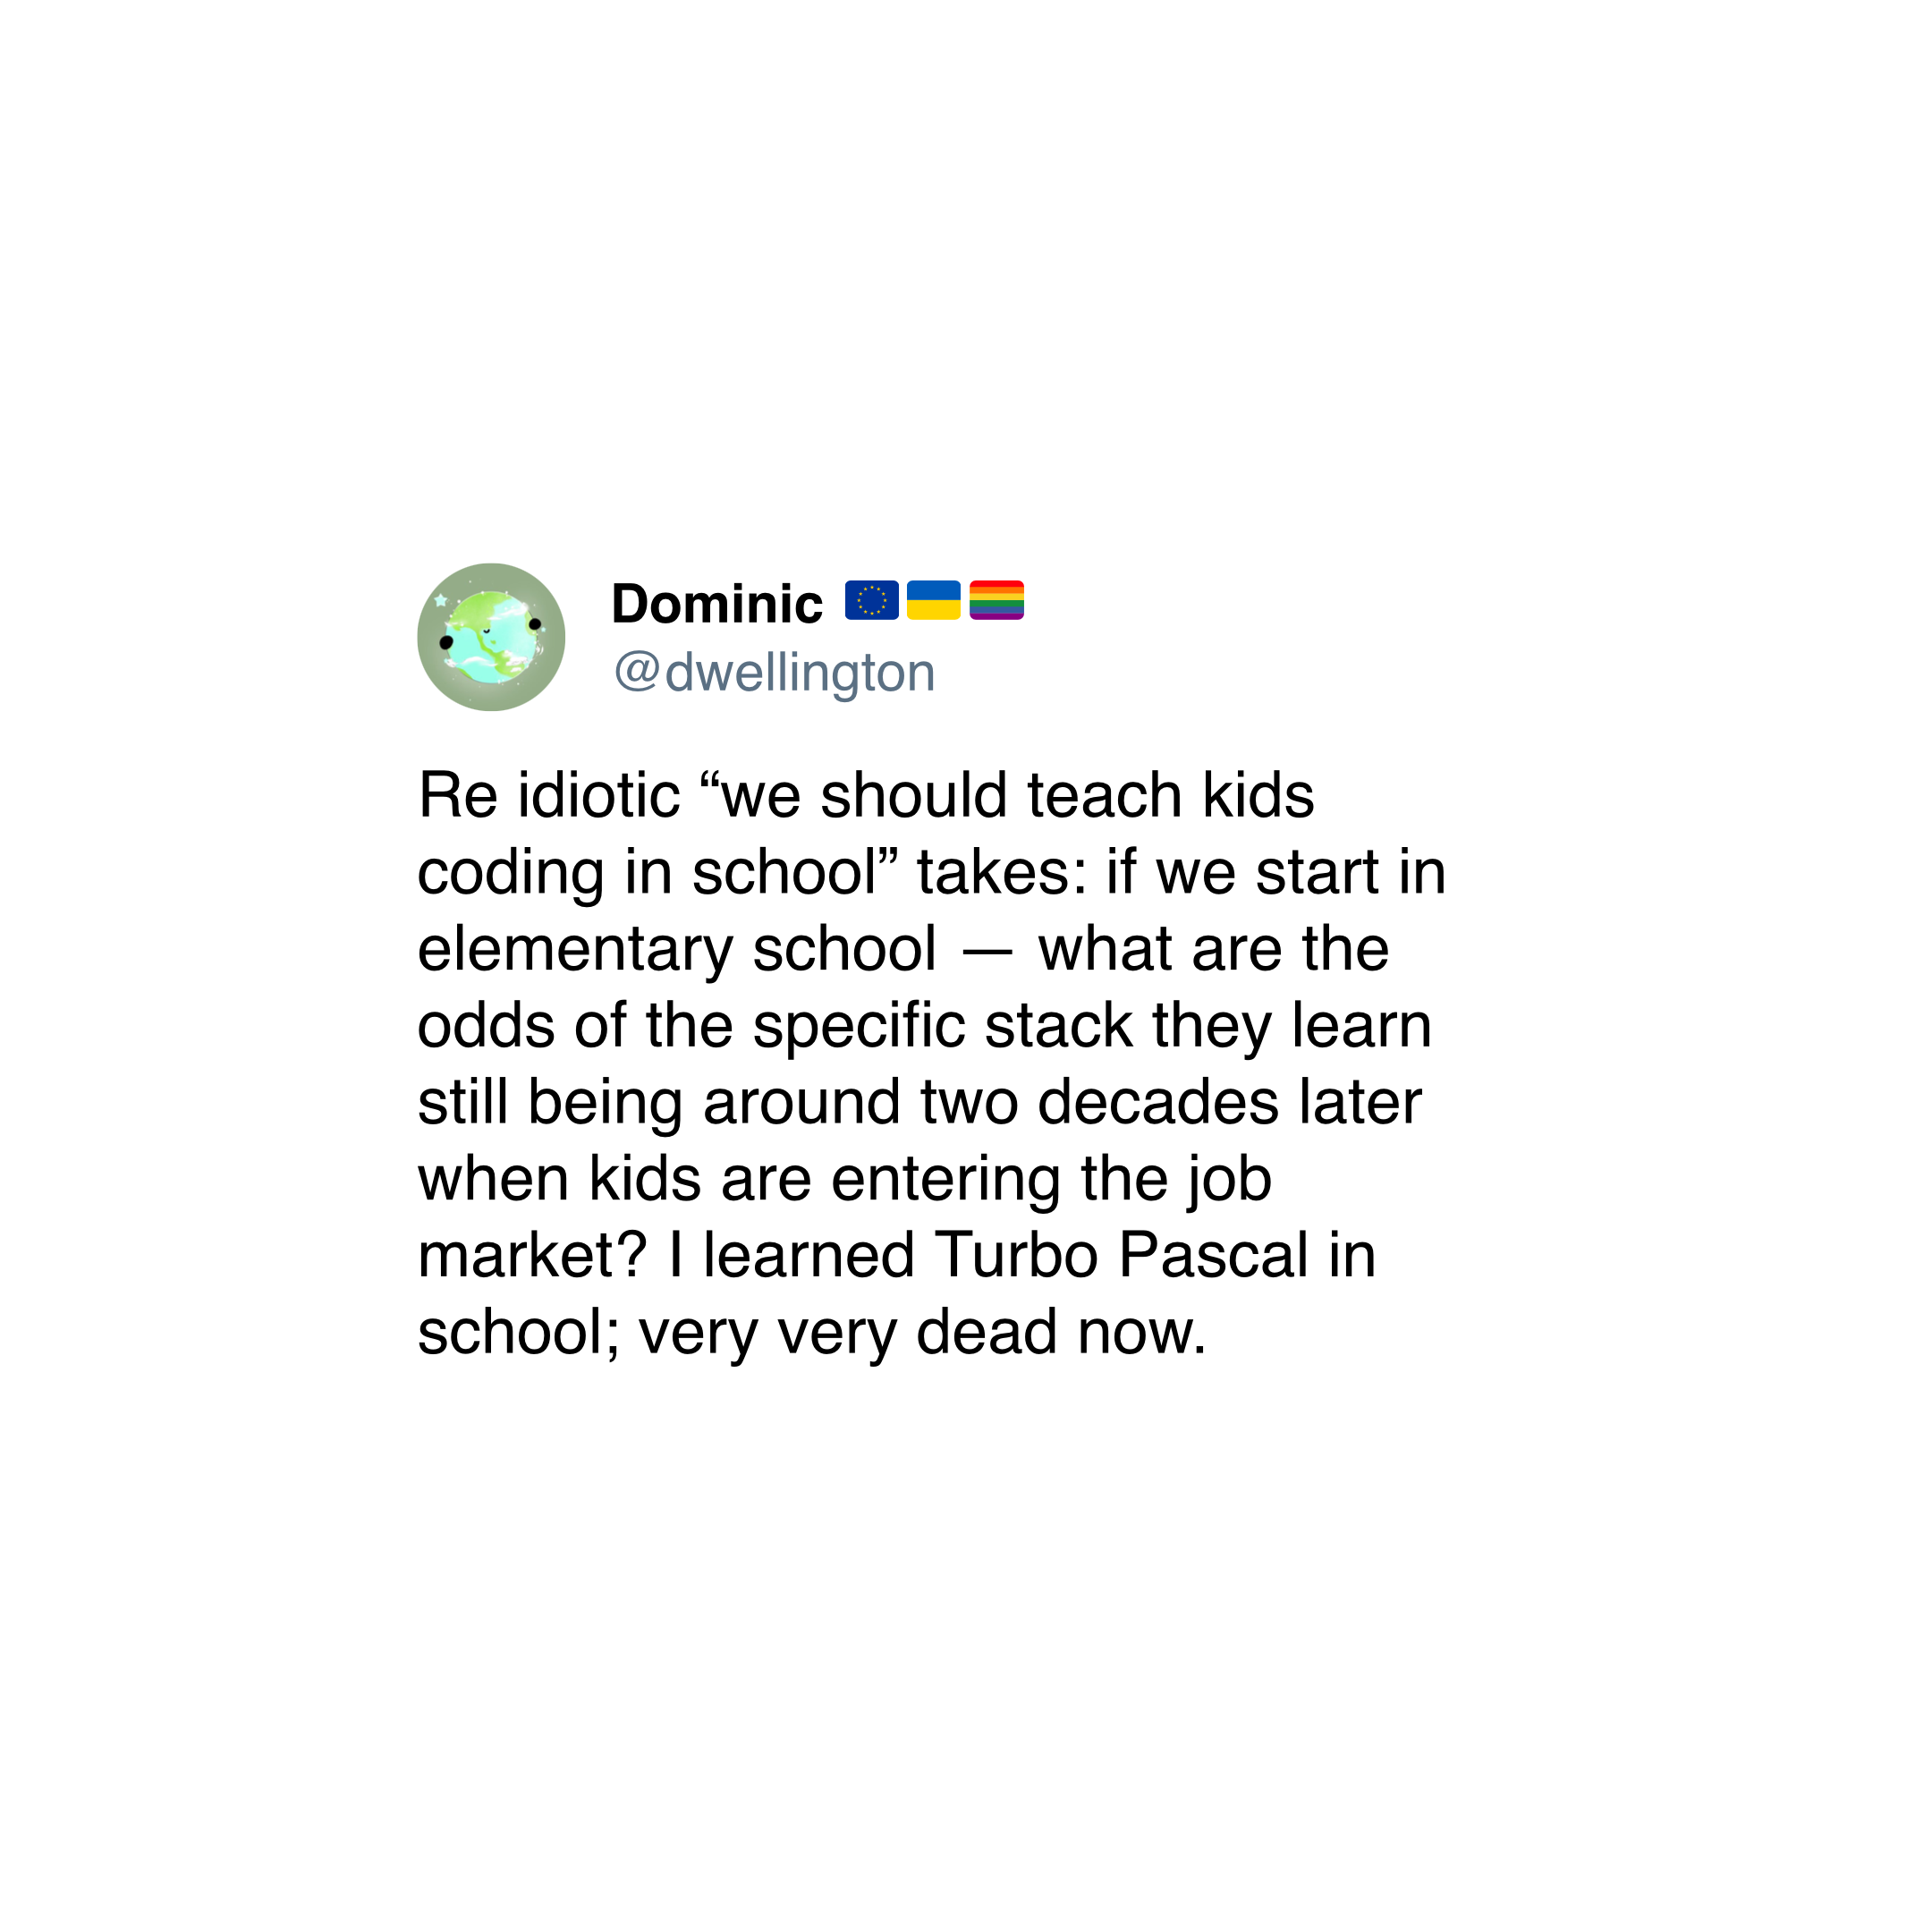 Dominic 🇪🇺🇺🇦🏳️‍🌈
@dwellington
Re idiotic “we should teach kids
coding in school” takes: if we start in
elementary school — what are the
odds of the specific stack they learn
still being around two decades later
when kids are entering the job
market? I learned Turbo Pascal in
school; very very dead now.